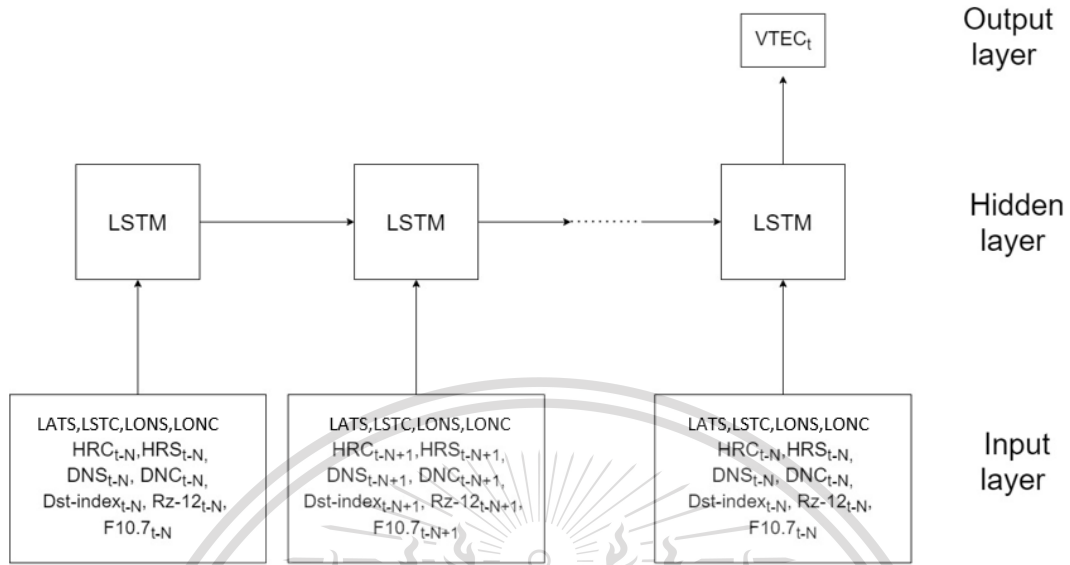 VTECt
Output
layer
LSTM
LSTM
LSTM
Hidden
layer
LATS,LSTC,LONS,LONC
HRCt-N,HRSt-N,
DNSt-N, DNCt-N,
Dst-indext-N, Rz-12t-N,
F10.7t-N
LATS,LSTC,LONS,LONC
HRCt-N+1,HRSt-N+1,
DNSt-N+1, DNCt-N+1,
Dst-indext-N+1, Rz-12t-N+1,
F10.7t-N+1
LATS,LSTC,LONS,LONC
HRCt-N,HRSt-N,
DNSt-N, DNCt-N,
Dst-indext-N, Rz-12t-N,
F10.7t-N
Input
layer